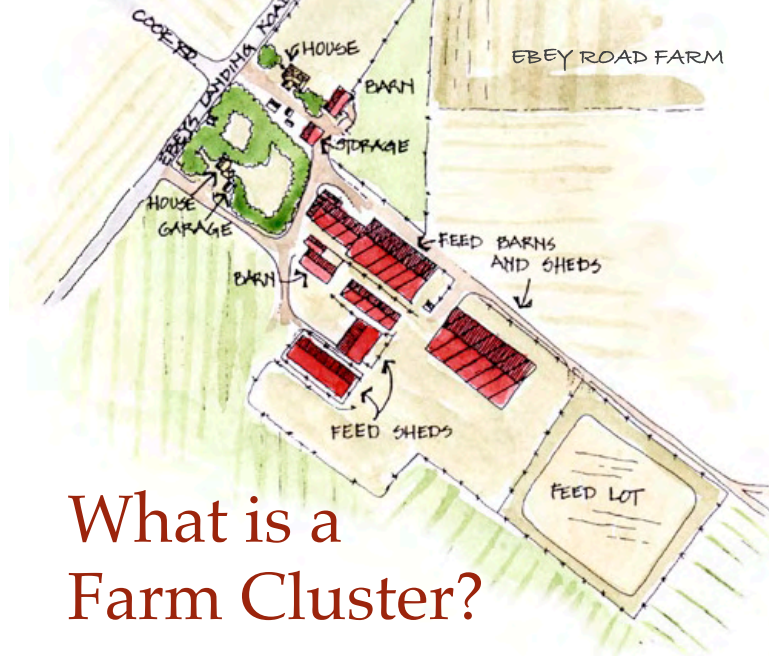 COOK RD.
EBEYS LANDING ROAD
HOUSE
EBEY ROAD FARM
BARN
STORAGE
HOUSE
GARAGE
FEED BARNS
AND SHEDS
BARN
FEED SHEDS
FEED LOT
What is a
Farm Cluster?